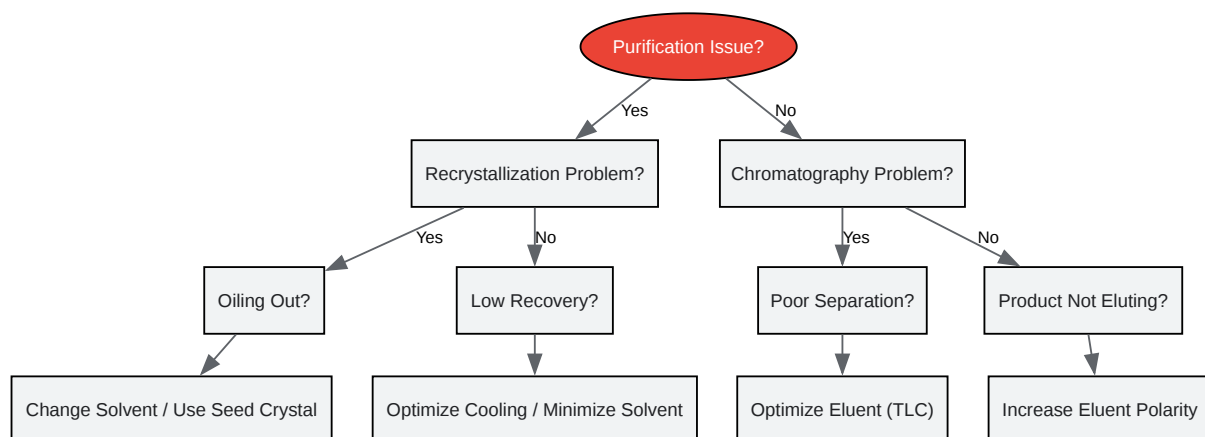 Purification Issue?
Yes
No
Recrystallization Problem?
Chromatography Problem?
Yes
No
Yes
No
Oiling Out?
Low Recovery?
Poor Separation?
Product Not Eluting?
Change Solvent / Use Seed Crystal
Optimize Cooling / Minimize Solvent
Optimize Eluent (TLC)
Increase Eluent Polarity